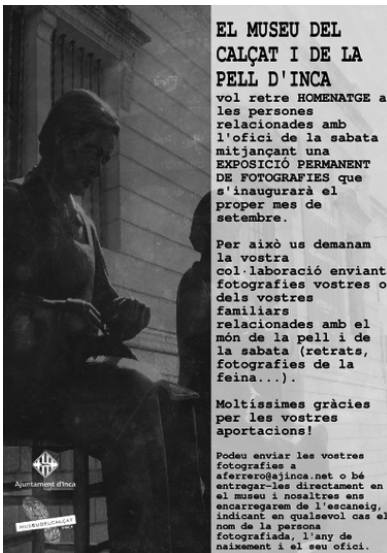 EL MUSEU DEL
CALÇAT I DE LA
PELL D'INCA
vol retre HOMENATGE a
les persones
relacionades amb
l'ofici de la sabata
mitjançant una
EXPOSICIÓ PERMANENT
DE FOTOGRAFIES que
s'inaugurarà el
proper mes de
setembre.
Per això us demanam
la vostra
col·laboració enviant
fotografies vostres o
dels vostres
familiars
relacionades amb el
món de la pell i de
la sabata (retrats,
fotografies de la
feina...).
Moltíssimes gràcies
per les vostres
aportacions!
Podeu enviar les vostres
fotografies a
aferrero@ajinca.net o bé
entregar-les directament en
el museu i nosaltres ens
encarregarem de l'escaneig,
indicant en qualsevol cas el
nom de la persona
fotografiada, l'any de
naixement i el seu ofici.
Ajuntament d'Inca
MUSEUDELCALÇAT
INCA